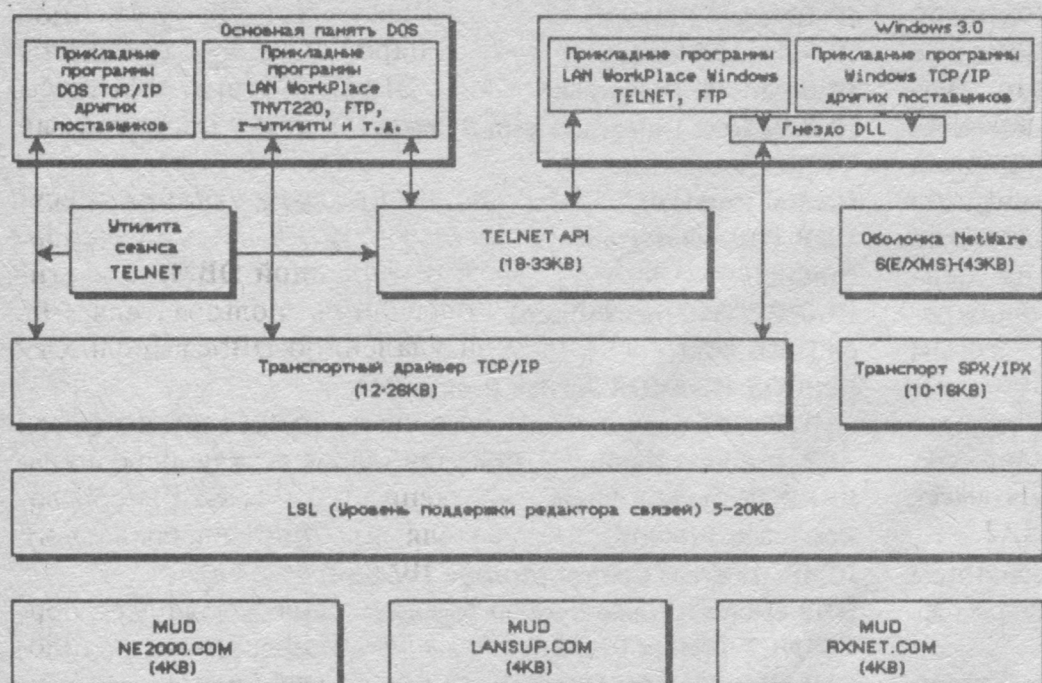 Основная память DOS
Прикладные
программы
DOS TCP/IP
других
поставщиков
Прикладные
программы
LAN WorkPlace
TNVT220, FTP,
r-утилиты и т.д.
Windows 3.0
Прикладные программы
LAN WorkPlace Windows
TELNET, FTP
Прикладные программы
Windows TCP/IP
других поставщиков
Гнездо DLL
Утилита
сеанса
TELNET
TELNET API
(18-33KB)
Оболочка NetWare
6(E/XMS)-(43KB)
Транспортный драйвер TCP/IP
(12-26KB)
Транспорт SPX/IPX
(10-16KB)
LSL (Уровень поддержки редактора связей) 5-20KB
MUD
NE2000.COM
(4KB)
MUD
LANSUP.COM
(4KB)
MUD
RXNET.COM
(4KB)